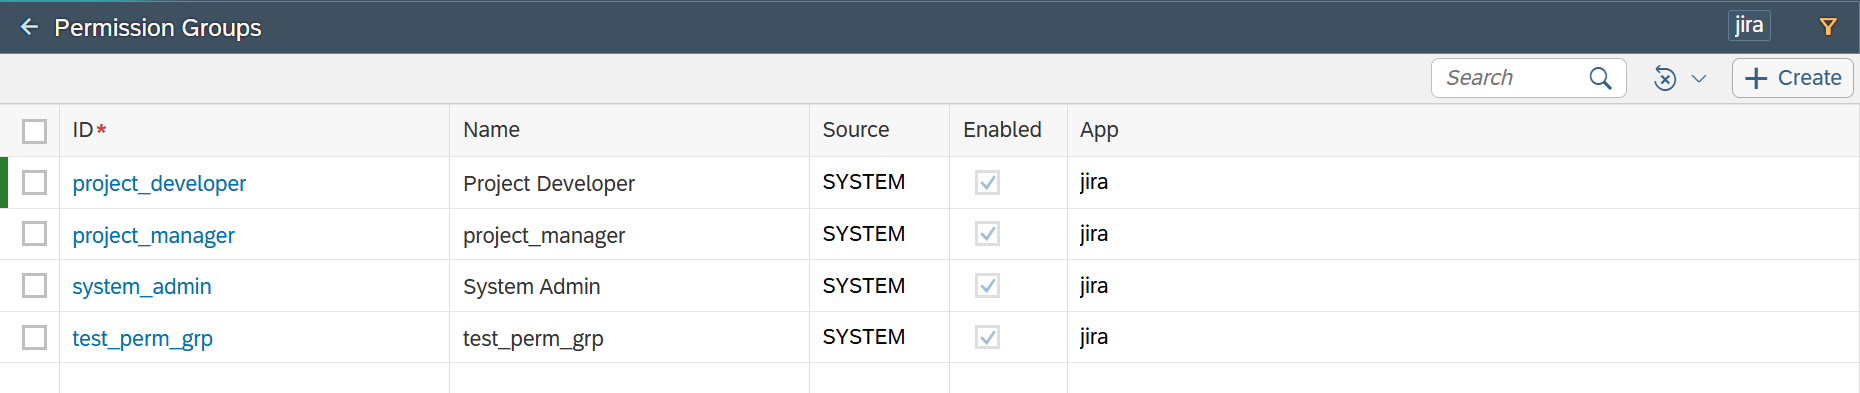 Permission Groups jira
Search Create
ID* Name Source Enabled App
project_developer Project Developer SYSTEM jira
project_manager project_manager SYSTEM jira
system_admin System Admin SYSTEM jira
test_perm_grp test_perm_grp SYSTEM jira